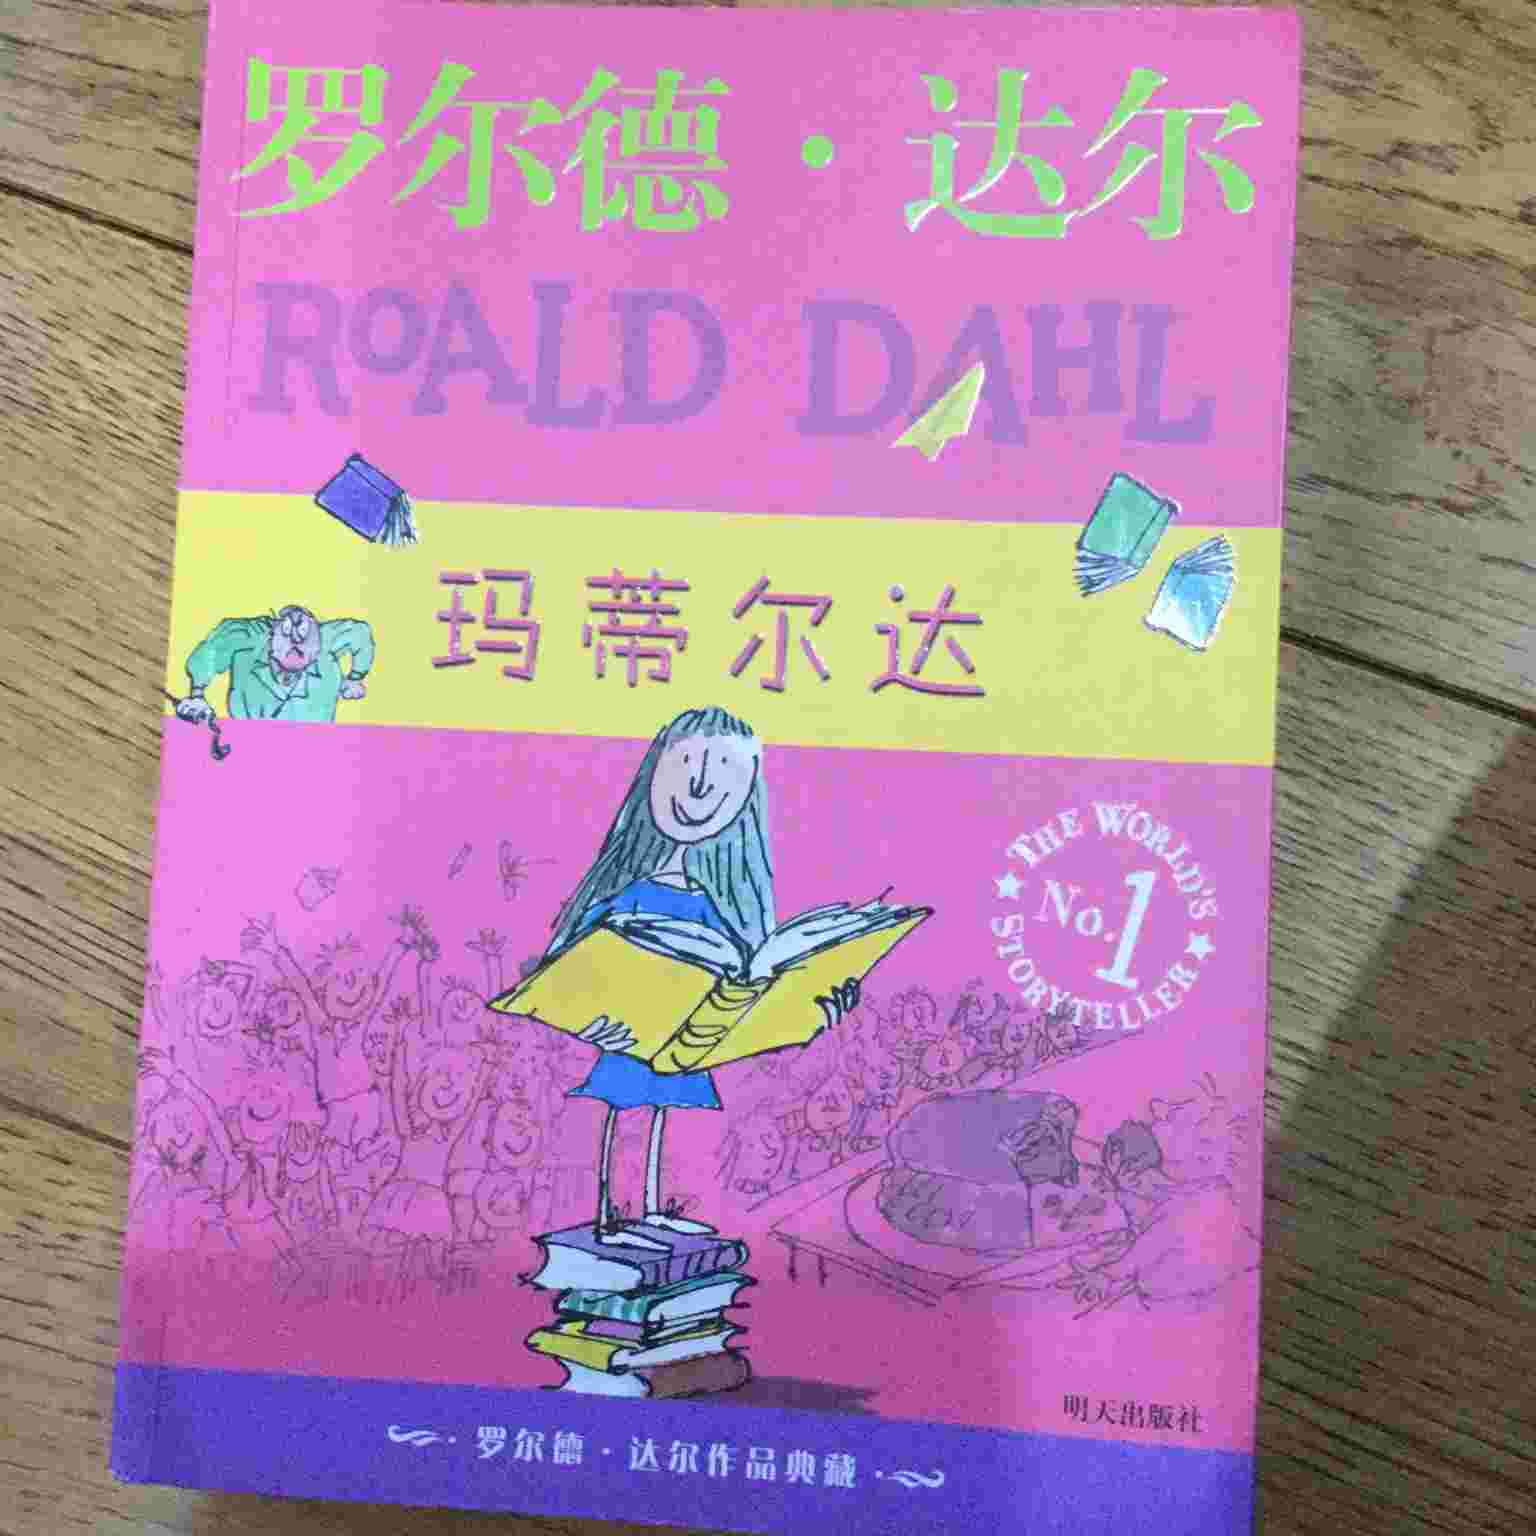 罗尔德·达尔
ROALD DAHL
玛蒂尔达
THE WORLD'S
No.1
STORYTELLER
明天出版社
罗尔德·达尔作品典藏